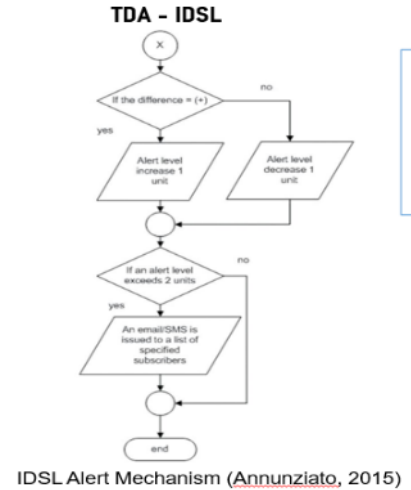 TDA - IDSL
X
If the difference = (+)
no
yes
Alert level
increase 1
unit
Alert level
decrease 1
unit
If an alert level
exceeds 2 units
no
yes
An email/SMS is
issued to a list of
specified
subscribers
end
IDSL Alert Mechanism (Annunziato, 2015)